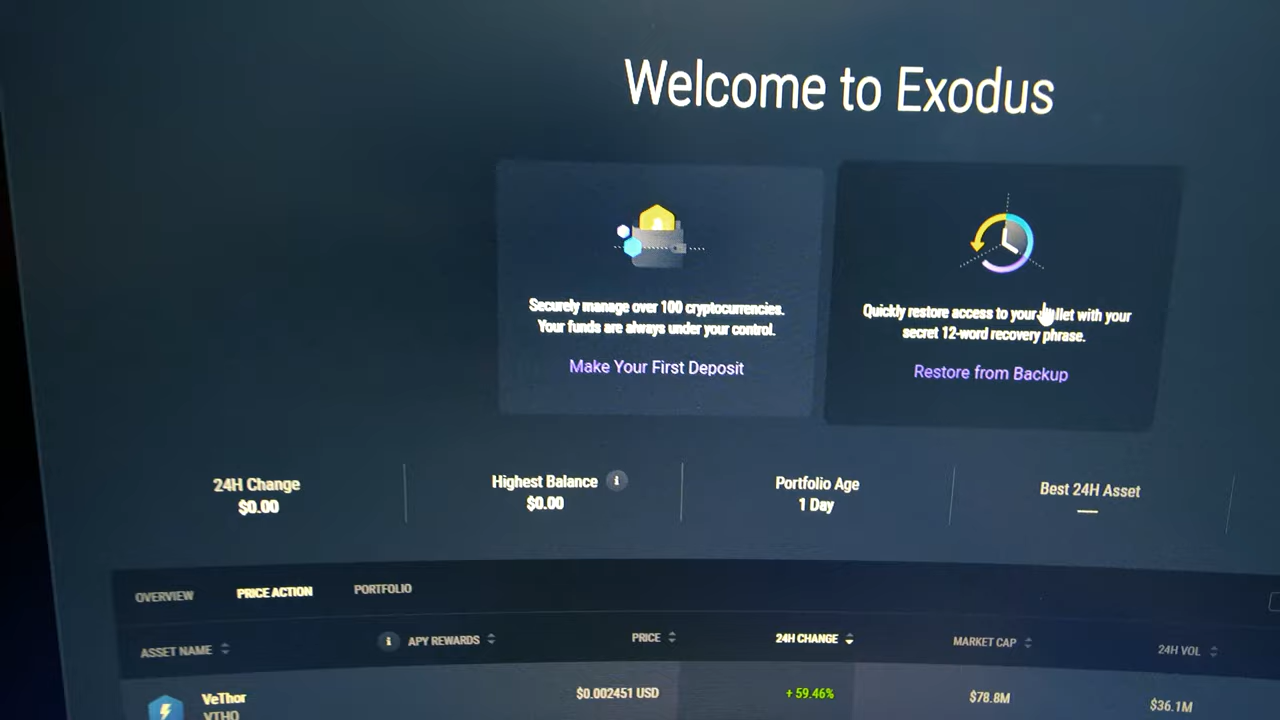 Welcome to Exodus
Securely manage over 100 cryptocurrencies.
Your funds are always under your control.
Make Your First Deposit
Quickly restore access to your wallet with your
secret 12-word recovery phrase.
Restore from Backup
24H Change
$0.00
Highest Balance i
$0.00
Portfolio Age
1 Day
Best 24H Asset
OVERVIEW PRICE ACTION PORTFOLIO
ASSET NAME i APY REWARDS PRICE 24H CHANGE MARKET CAP 24H VOL
VeThor $0.002451 USD + 59.46% $78.8M $36.1M
VTHO